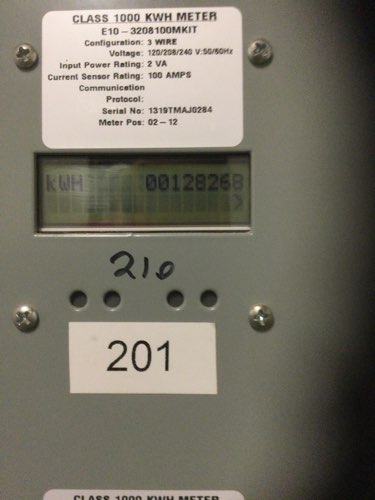 CLASS 1000 KWH METER
E10 – 3208100MKIT
Configuration: 3 WIRE
Voltage: 120/208/240 V:50/60Hz
Input Power Rating: 2 VA
Current Sensor Rating: 100 AMPS
Communication
Protocol:
Serial No: 1319TMAJ0284
Meter Pos: 02 – 12
kWH 00128268
>
210
201
CLASS 1000 KWH METER